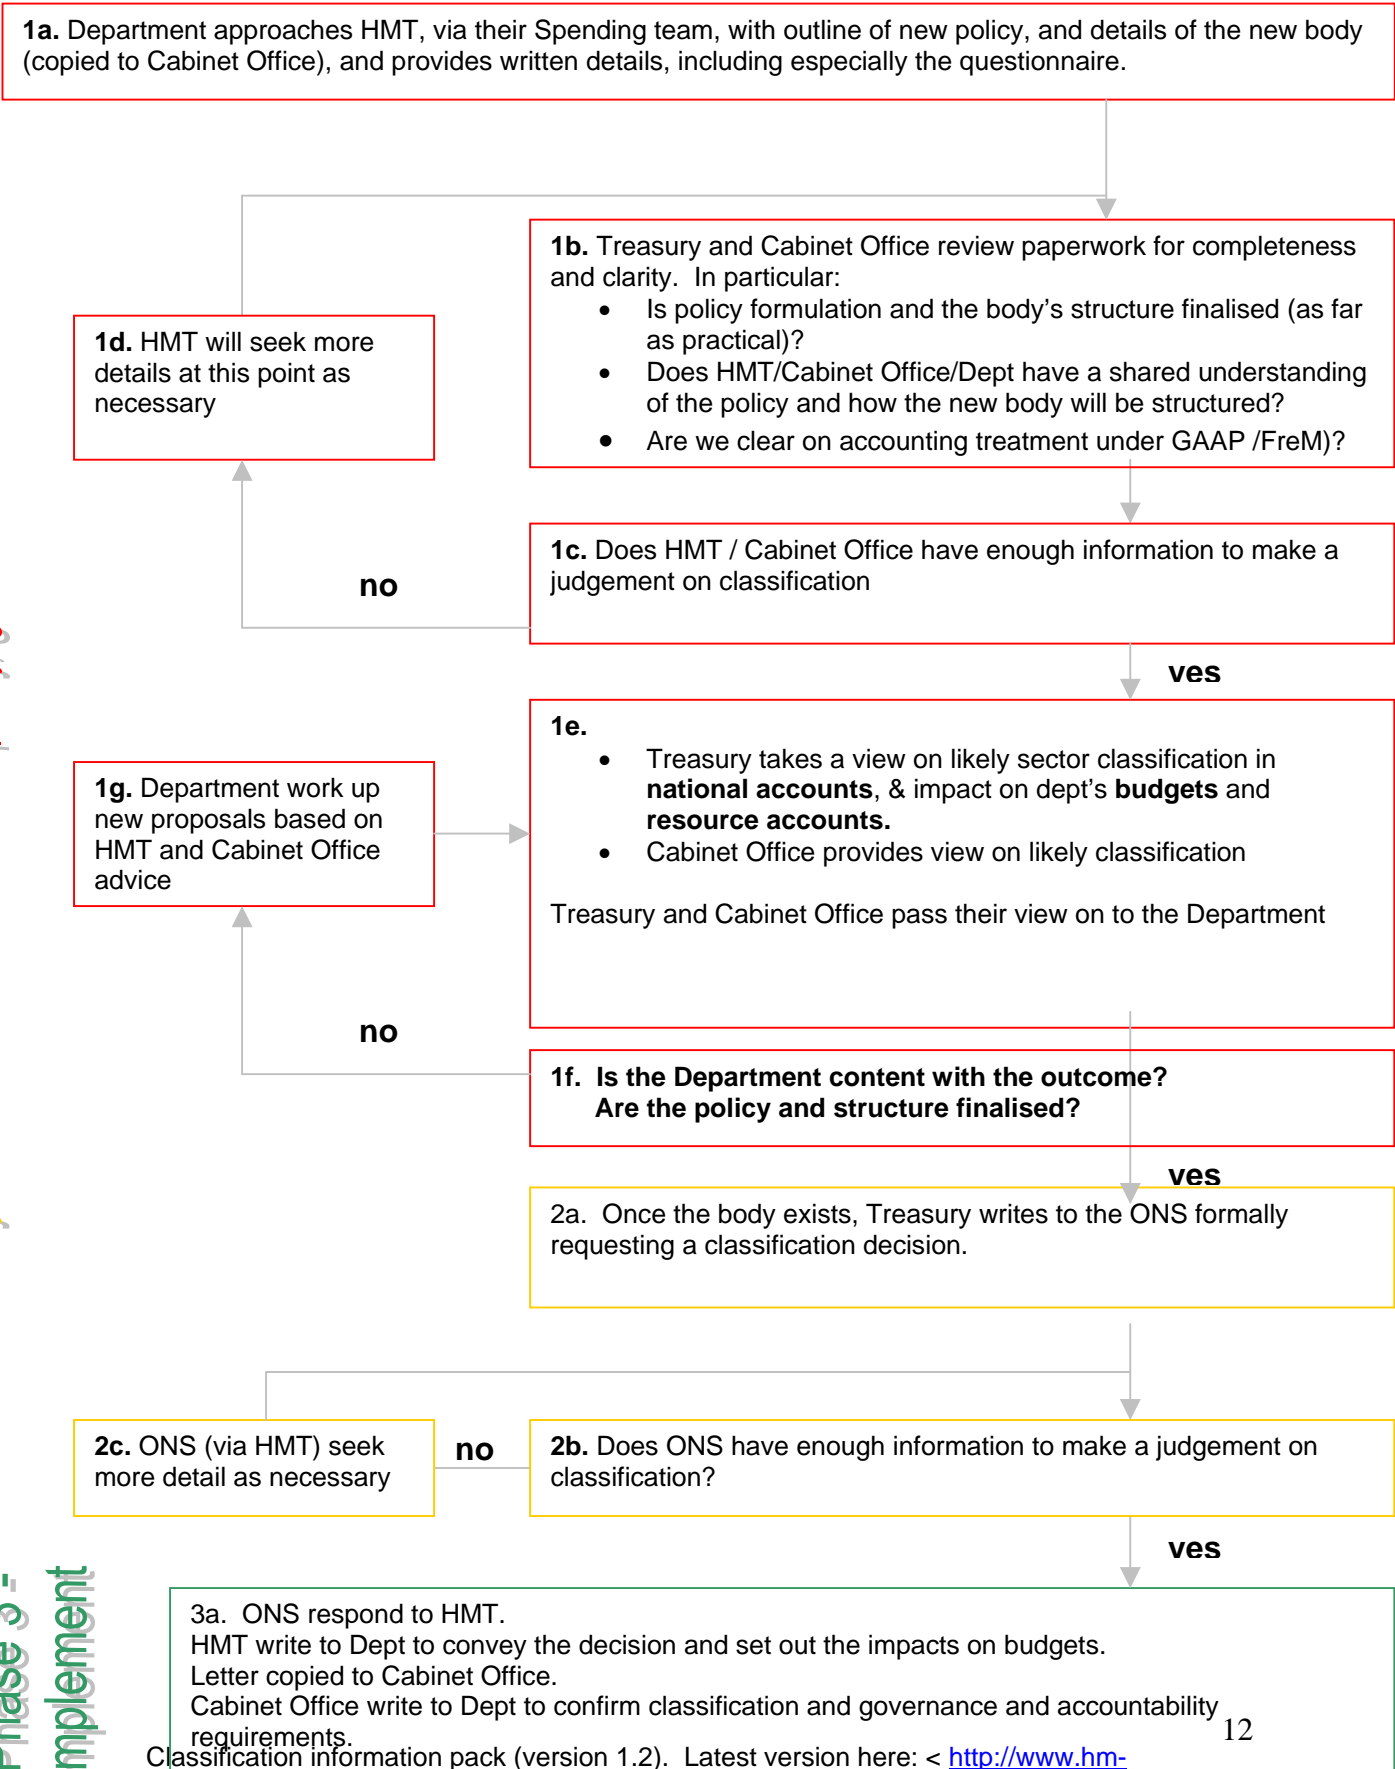 1a. Department approaches HMT, via their Spending team, with outline of new policy, and details of the new body
(copied to Cabinet Office), and provides written details, including especially the questionnaire.
1b. Treasury and Cabinet Office review paperwork for completeness
and clarity. In particular:
• Is policy formulation and the body's structure finalised (as far
as practical)?
• Does HMT/Cabinet Office/Dept have a shared understanding
of the policy and how the new body will be structured?
• Are we clear on accounting treatment under GAAP /FreM)?
1d. HMT will seek more
details at this point as
necessary
1c. Does HMT / Cabinet Office have enough information to make a
judgement on classification
no
yes
1e.
• Treasury takes a view on likely sector classification in
national accounts, & impact on dept's budgets and
resource accounts.
• Cabinet Office provides view on likely classification
Treasury and Cabinet Office pass their view on to the Department
1g. Department work up
new proposals based on
HMT and Cabinet Office
advice
no
1f. Is the Department content with the outcome?
Are the policy and structure finalised?
yes
2a. Once the body exists, Treasury writes to the ONS formally
requesting a classification decision.
2c. ONS (via HMT) seek
more detail as necessary
no
2b. Does ONS have enough information to make a judgement on
classification?
yes
Phase 3 -
mplement
3a. ONS respond to HMT.
HMT write to Dept to convey the decision and set out the impacts on budgets.
Letter copied to Cabinet Office.
Cabinet Office write to Dept to confirm classification and governance and accountability
requirements.
12
Classification information pack (version 1.2). Latest version here: < http://www.hm-